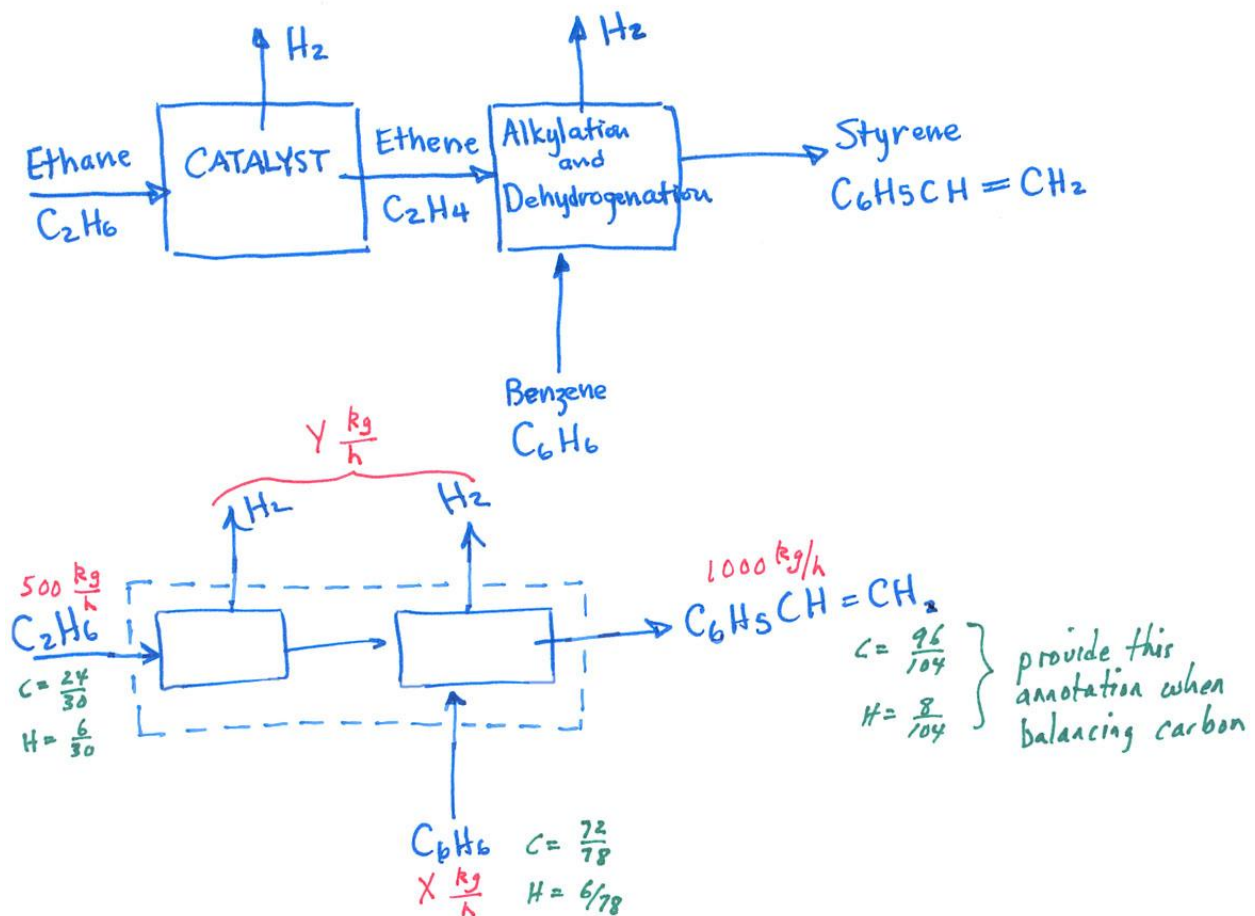 H2
H2
Ethane
C2H6
CATALYST
Ethene
C2H4
Alkylation
and
Dehydrogenation
Styrene
C6H5CH=CH2
Benzene
C6H6
Y kg/h
H2
H2
500 kg/h
C2H6
C= 24/30
H= 6/30
1000 kg/h
C6H5CH=CH2
C= 96/104
H= 8/104
provide this
annotation when
balancing carbon
C6H6
X kg/h
C= 72/78
H= 6/78